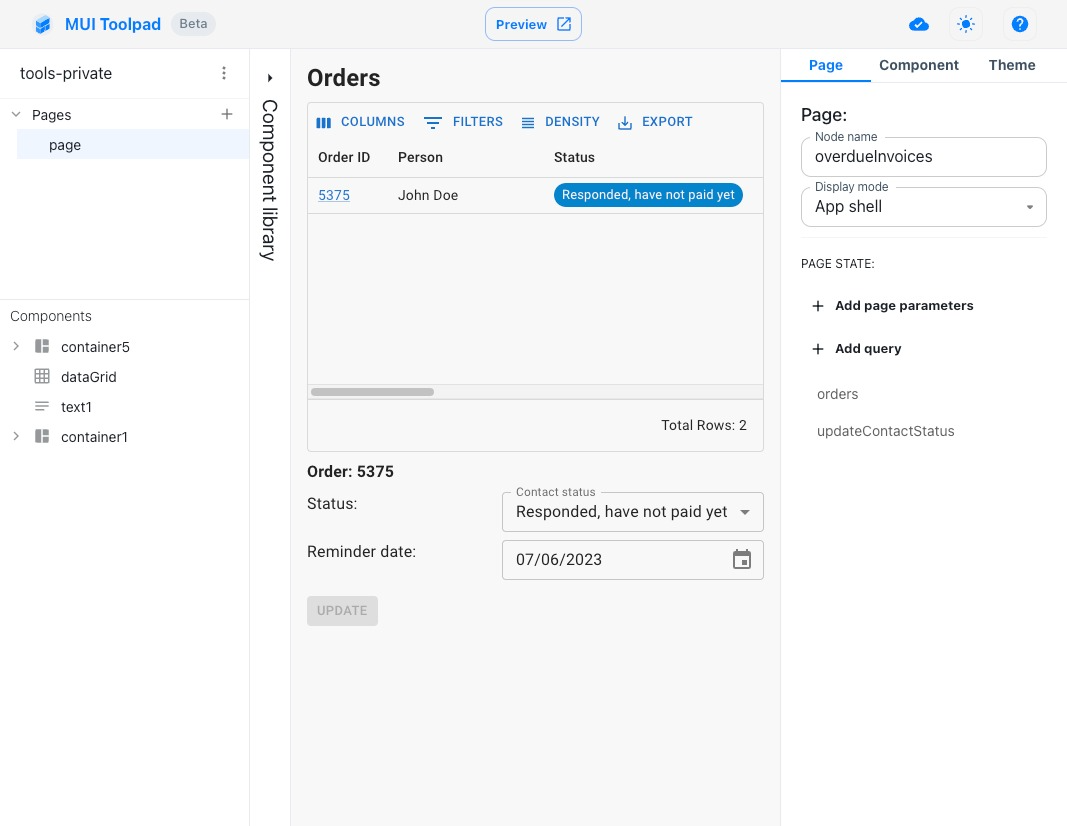 MUI Toolpad Beta
Preview
tools-private
Pages
page
Components
container5
dataGrid
text1
container1
Component library
Orders
COLUMNS FILTERS DENSITY EXPORT
Order ID Person Status
5375 John Doe Responded, have not paid yet
Total Rows: 2
Order: 5375
Status:
Contact status
Responded, have not paid yet
Reminder date:
07/06/2023
UPDATE
Page Component Theme
Page:
Node name
overdueInvoices
Display mode
App shell
PAGE STATE:
Add page parameters
Add query
orders
updateContactStatus